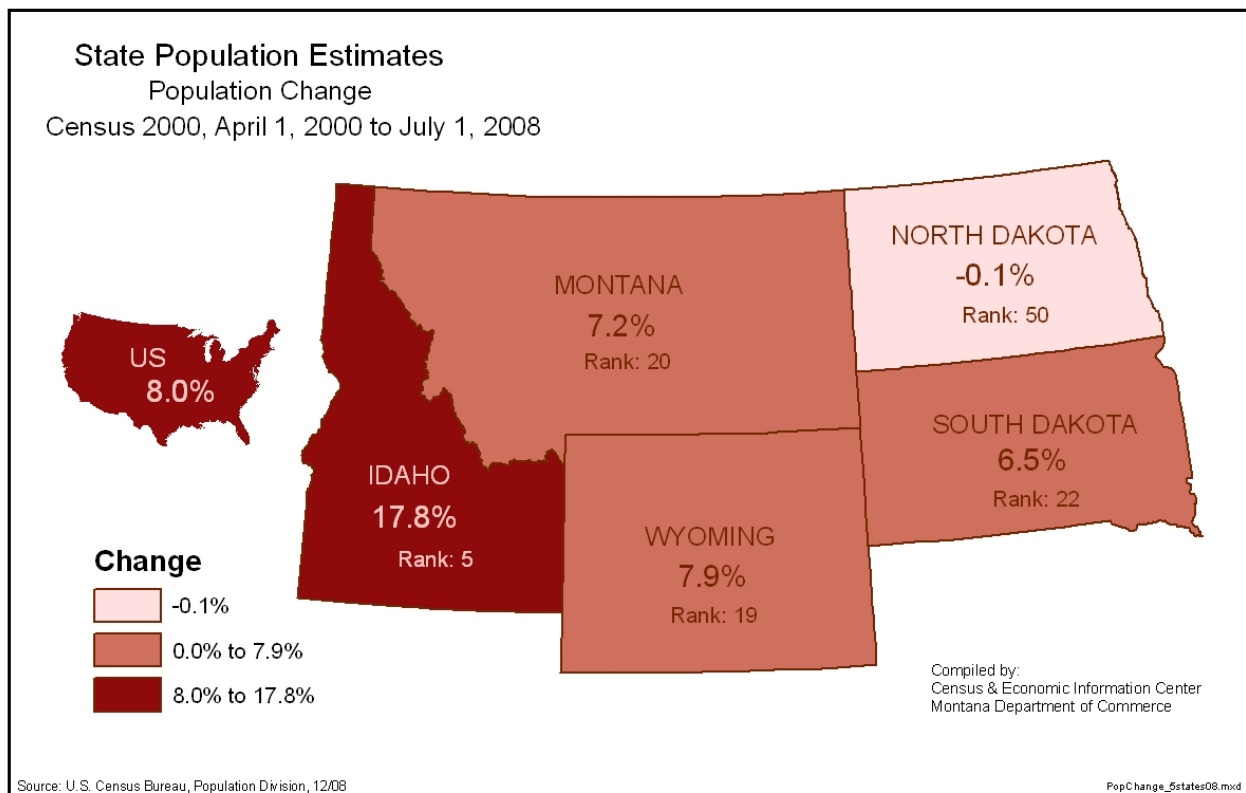 State Population Estimates
Population Change
Census 2000, April 1, 2000 to July 1, 2008
NORTH DAKOTA
-0.1%
Rank: 50
MONTANA
7.2%
Rank: 20
US
8.0%
SOUTH DAKOTA
6.5%
Rank: 22
IDAHO
17.8%
Rank: 5
WYOMING
7.9%
Rank: 19
Change
-0.1%
0.0% to 7.9%
8.0% to 17.8%
Compiled by:
Census & Economic Information Center
Montana Department of Commerce
Source: U.S. Census Bureau, Population Division, 12/08
PopChange_5states08.mxd